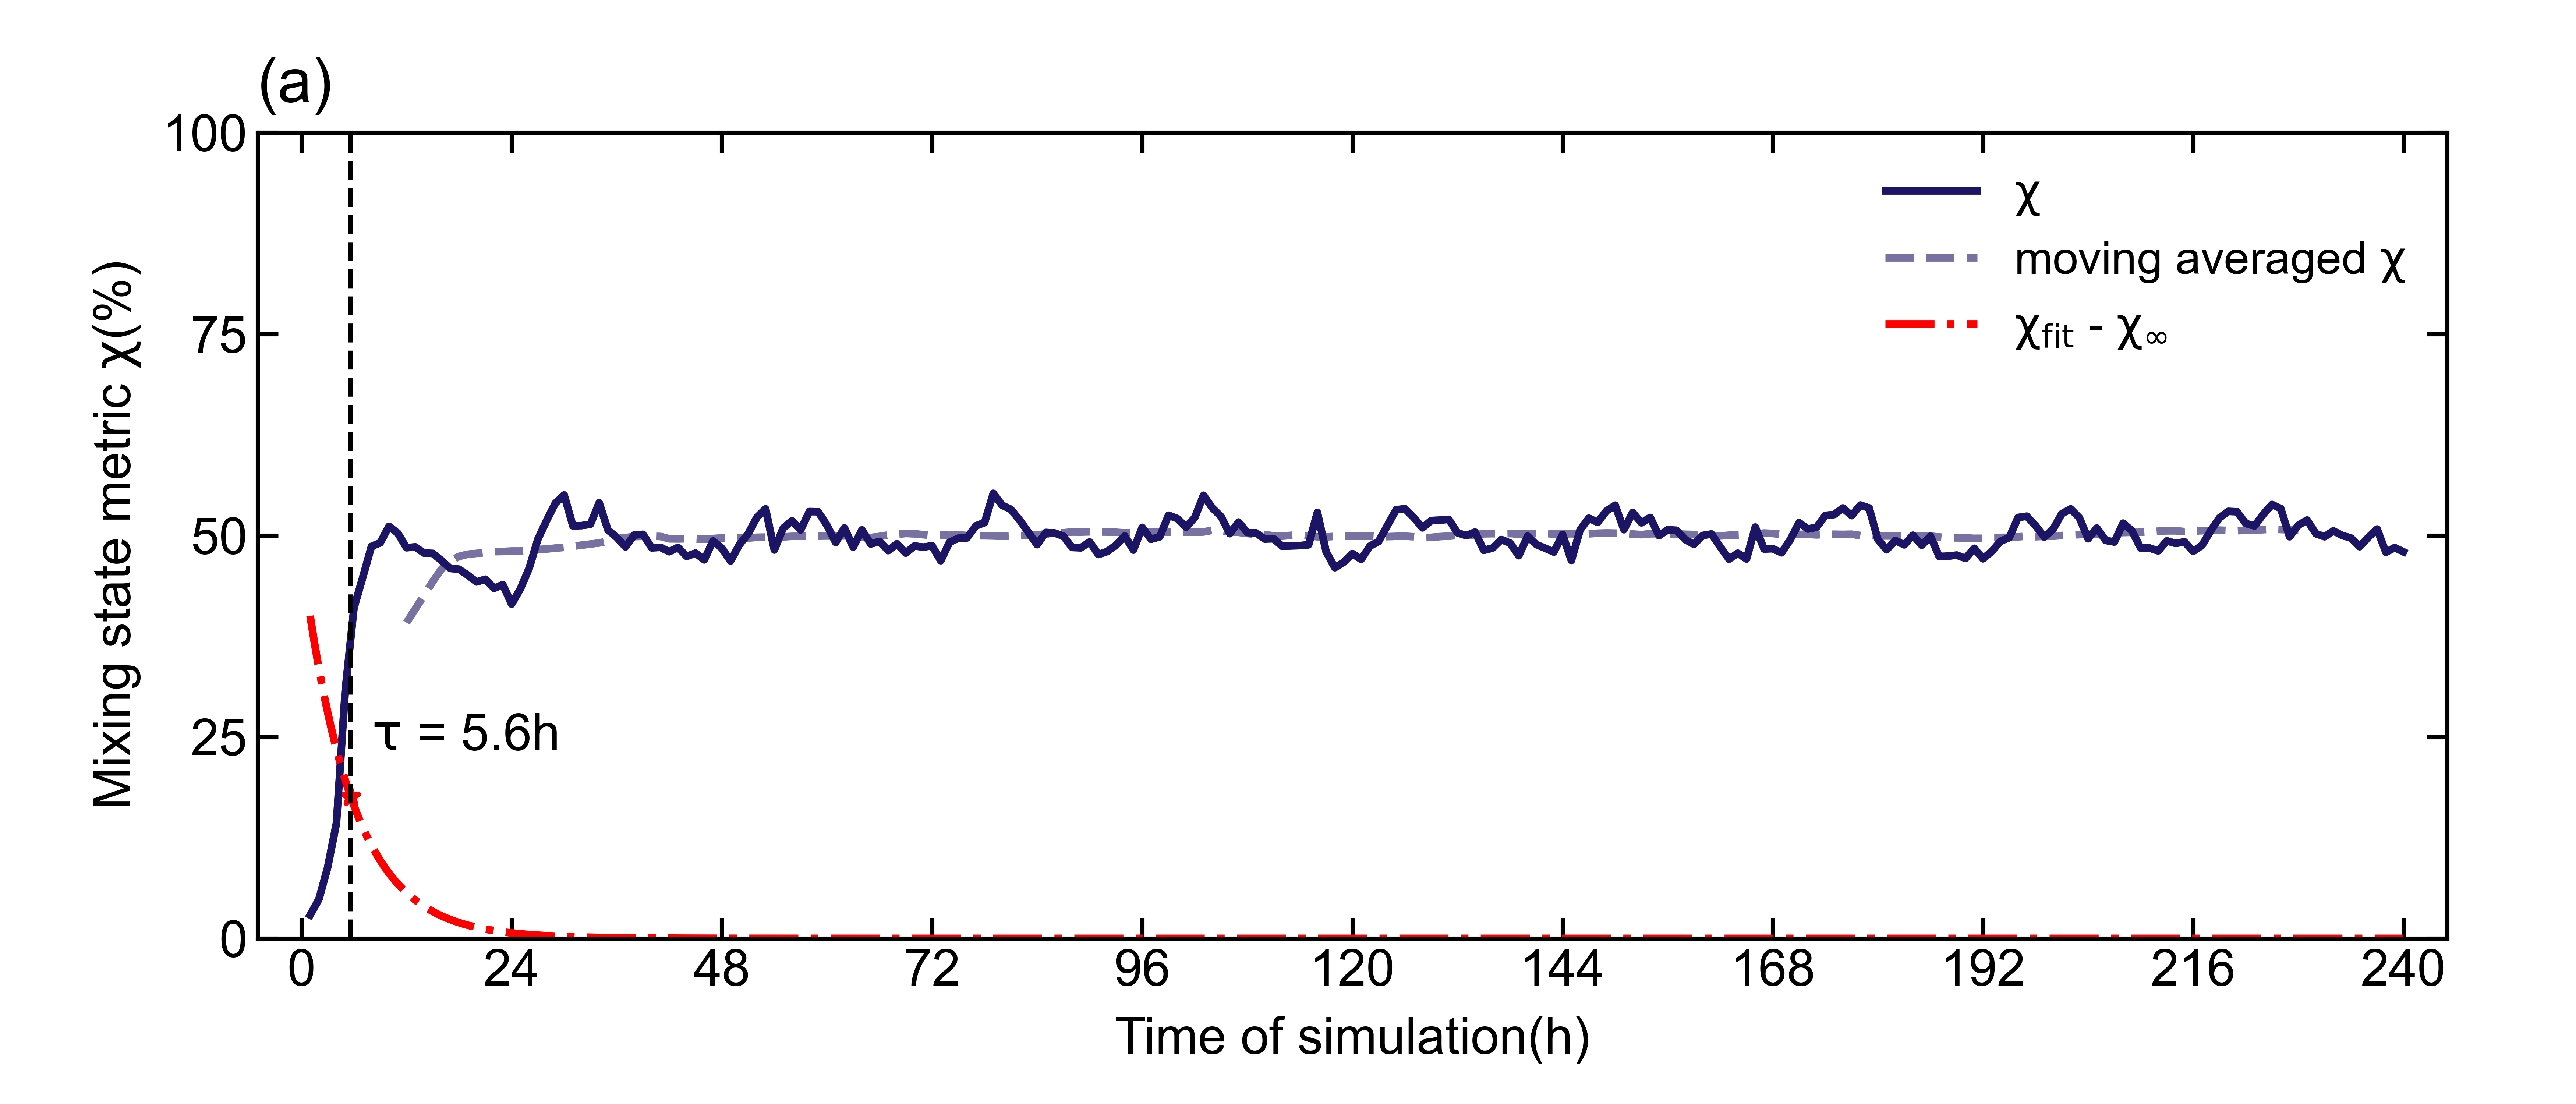 (a)
100
75
50
25
0
Mixing state metric χ(%)
χ
moving averaged χ
χfit - χ∞
τ = 5.6h
0 24 48 72 96 120 144 168 192 216 240
Time of simulation(h)